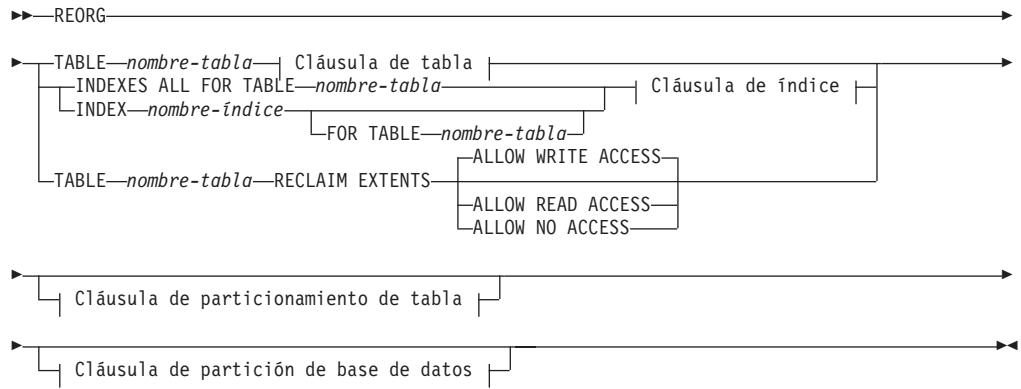 REORG
TABLE nombre-tabla Cláusula de tabla
INDEXES ALL FOR TABLE nombre-tabla Cláusula de índice
INDEX nombre-índice
FOR TABLE nombre-tabla
ALLOW WRITE ACCESS
TABLE nombre-tabla RECLAIM EXTENTS
ALLOW READ ACCESS
ALLOW NO ACCESS
Cláusula de particionamiento de tabla
Cláusula de partición de base de datos